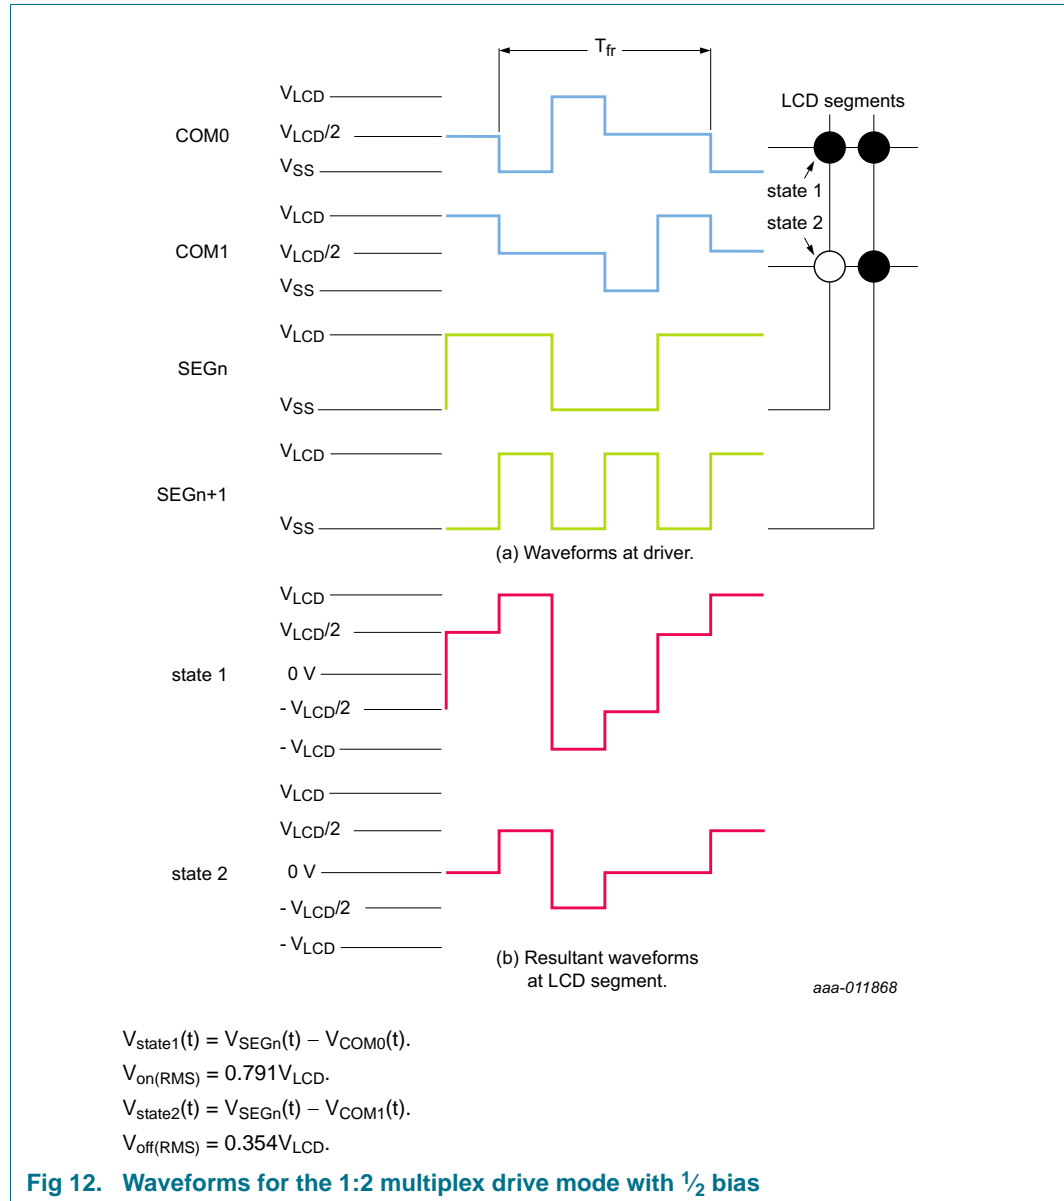 Tfr
VLCD
COM0
VLCD/2
VSS
LCD segments
state 1
VLCD
COM1
VLCD/2
VSS
state 2
VLCD
SEGn
VSS
VLCD
SEGn+1
VSS
(a) Waveforms at driver.
VLCD
VLCD/2
state 1
0 V
- VLCD/2
- VLCD
VLCD
VLCD/2
state 2
0 V
- VLCD/2
- VLCD
(b) Resultant waveforms
at LCD segment.
aaa-011868
Vstate1(t) = VSEGn(t) − VCOM0(t).
Von(RMS) = 0.791VLCD.
Vstate2(t) = VSEGn(t) − VCOM1(t).
Voff(RMS) = 0.354VLCD.
Fig 12. Waveforms for the 1:2 multiplex drive mode with 1⁄2 bias